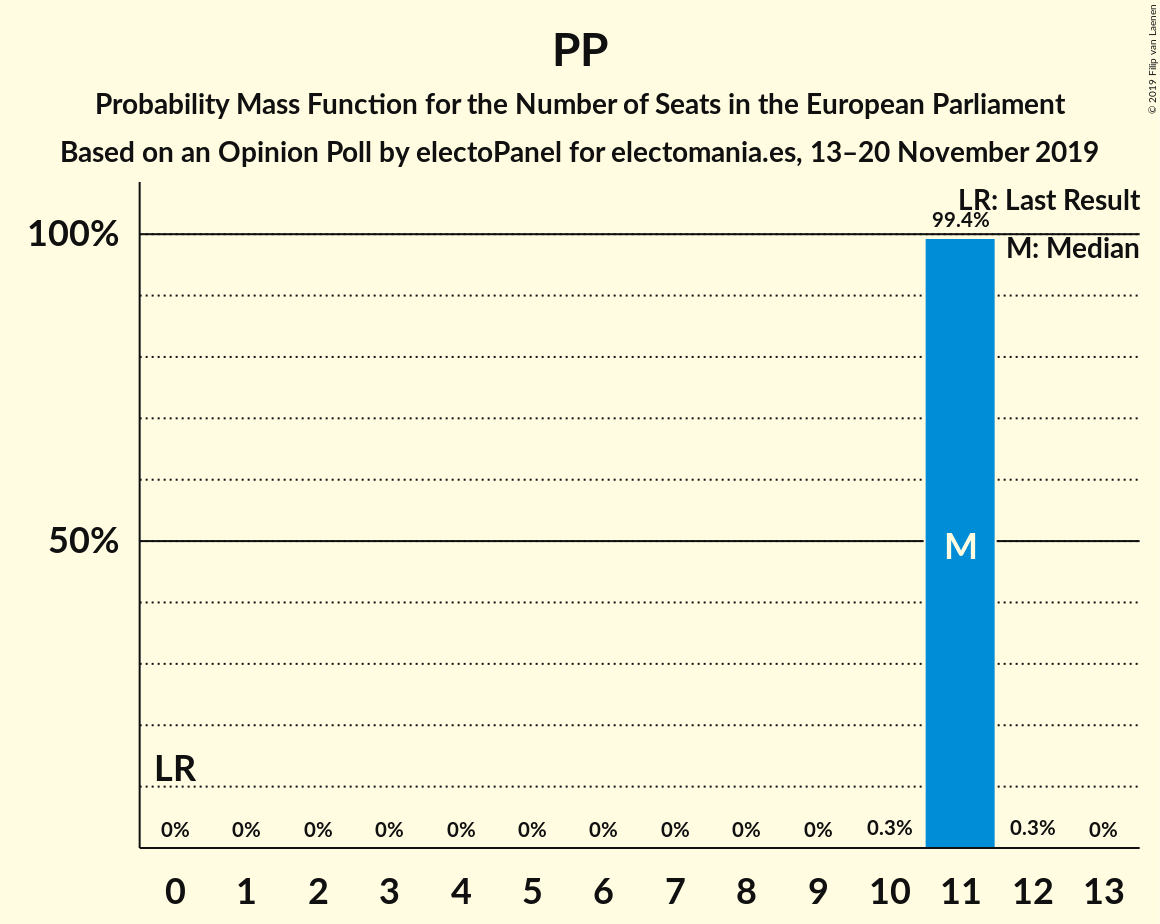 PP
Probability Mass Function for the Number of Seats in the European Parliament
Based on an Opinion Poll by electoPanel for electomania.es, 13–20 November 2019
© 2019 Filip van Laenen
LR: Last Result
99.4%
M: Median
100%
50%
M
LR
0% 0% 0% 0% 0% 0% 0% 0% 0% 0% 0.3% 0.3% 0%
0 1 2 3 4 5 6 7 8 9 10 11 12 13